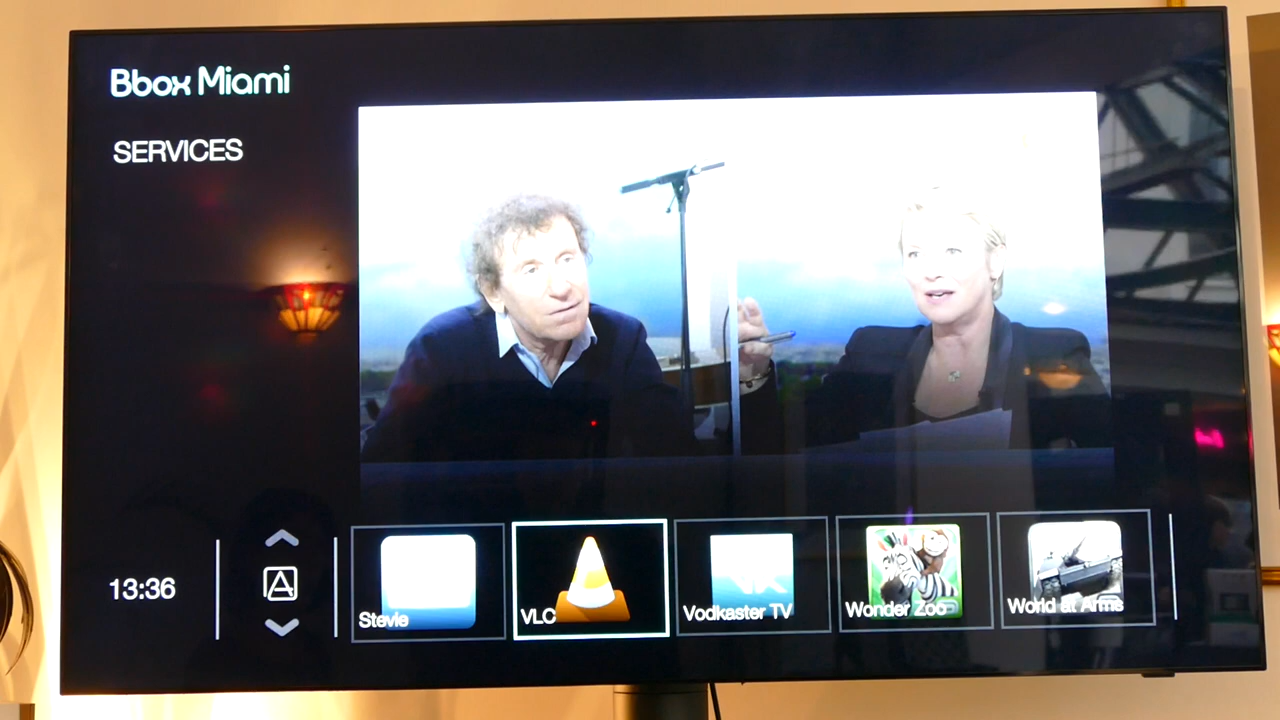 Bbox Miami
SERVICES
13:36
Stevie
VLC
Vodkaster TV
Wonder Zoo
World at Arms